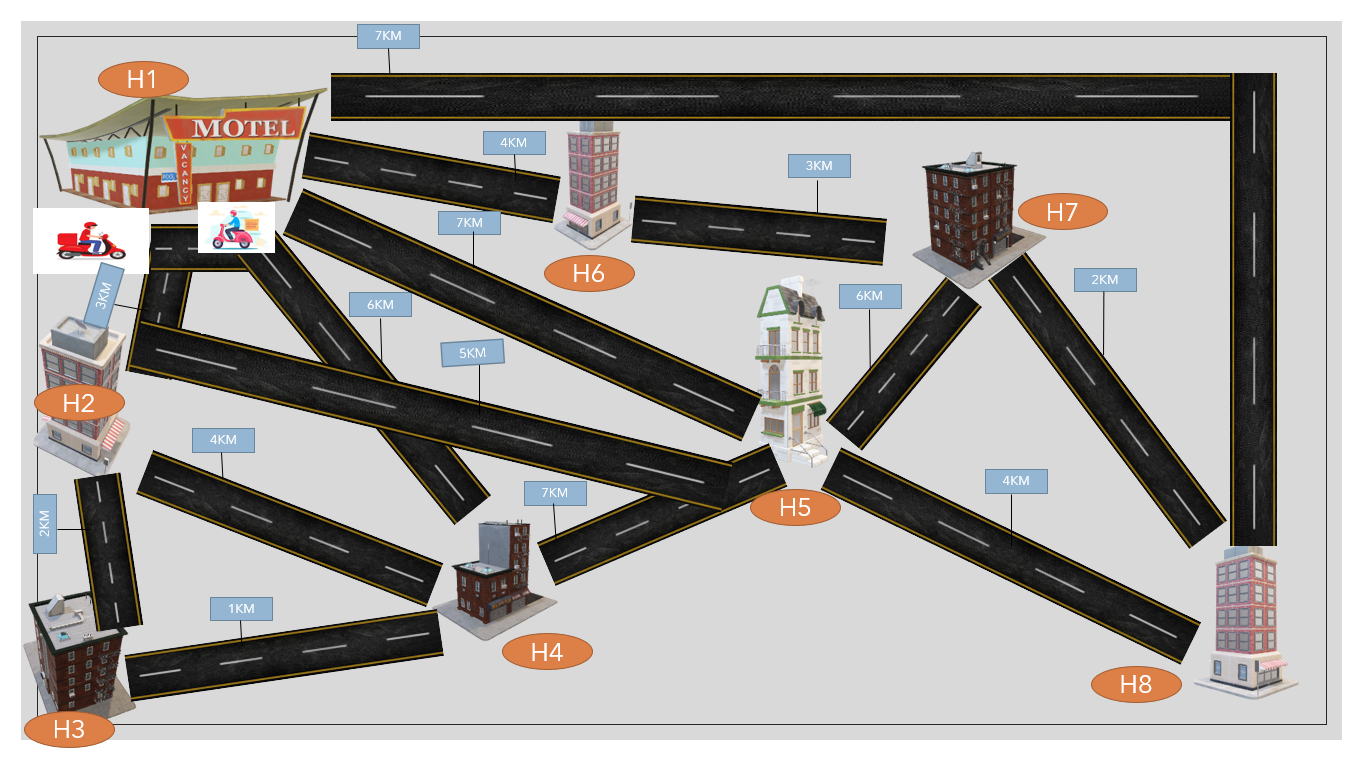 7KM
H1
MOTEL
VACANCY
4KM
3KM
H7
7KM
H6
2KM
3KM
6KM
6KM
5KM
H2
4KM
2KM
7KM
4KM
H5
1KM
H4
H8
H3